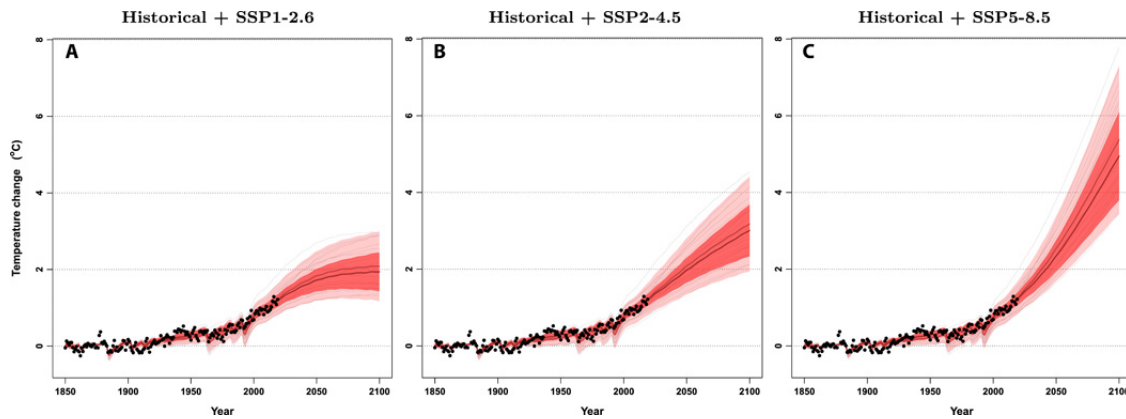 Historical + SSP1-2.6 Historical + SSP2-4.5 Historical + SSP5-8.5
A B C
Temperature change (°C)
8 8 8
6 6 6
4 4 4
2 2 2
0 0 0
1850 1900 1950 2000 2050 2100 1850 1900 1950 2000 2050 2100 1850 1900 1950 2000 2050 2100
Year Year Year